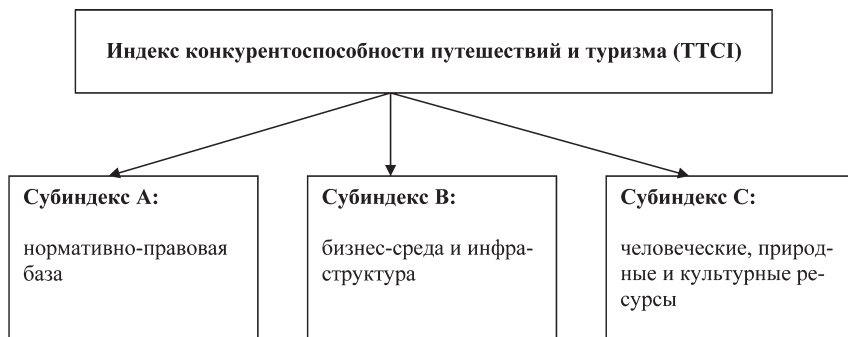 Индекс конкурентоспособности путешествий и туризма (TTCI)
Субиндекс А:
нормативно-правовая
база
Субиндекс В:
бизнес-среда и инфра-
структура
Субиндекс С:
человеческие, природ-
ные и культурные ре-
сурсы